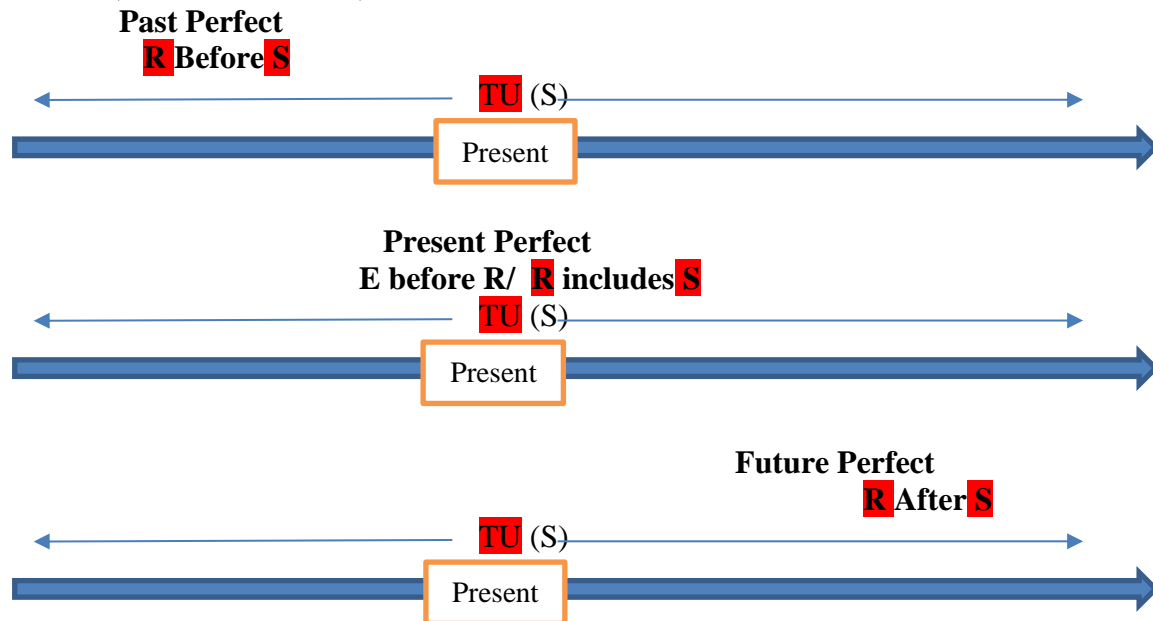 Past Perfect
R Before S
TU (S)
Present
Present Perfect
E before R/ R includes S
TU (S)
Present
Future Perfect
R After S
TU (S)
Present